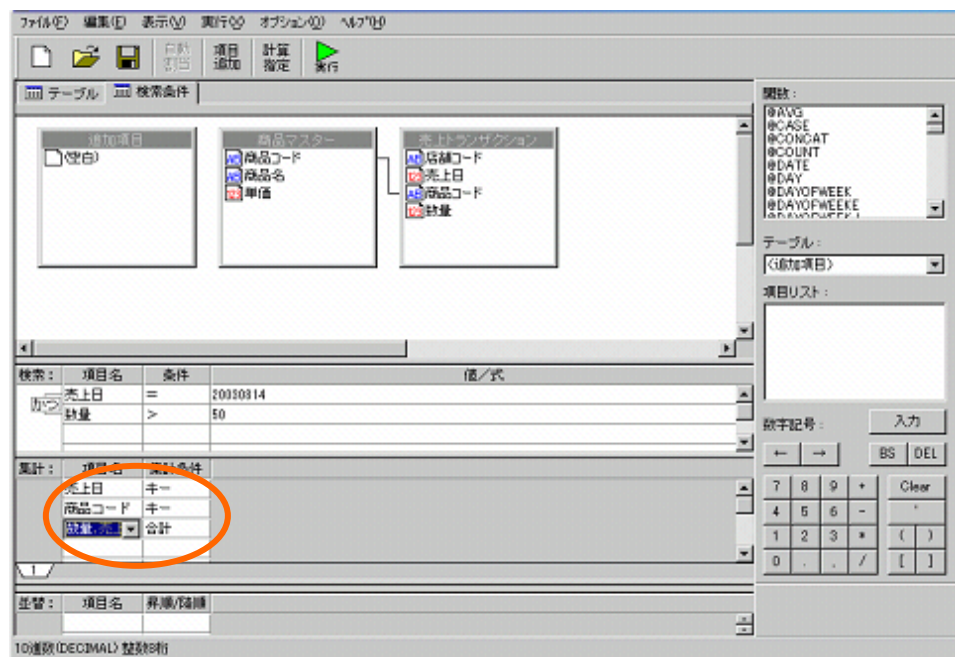 ファイル(F) 編集(E) 表示(V) 実行(X) オプション(O) ヘルプ(H)
自動割当 項目追加 計算指定 実行
テーブル 検索条件
追加項目
(空白)
商品マスター
商品コード
商品名
単価
売上トランザクション
店舗コード
売上日
商品コード
数量
関数:
@AVG
@CASE
@CONCAT
@COUNT
@DATE
@DAY
@DAYOFWEEK
@DAYOFWEEKE
テーブル:
(追加項目)
項目リスト:
検索: 項目名 条件 値/式
かつ
売上日 = 20030814
数量 > 50
集計: 項目名 集計条件
売上日 キー
商品コード キー
合計
1
並替: 項目名 昇順/降順
数字記号: 入力
← → BS DEL
7 8 9 + Clear
4 5 6 - '
1 2 3 * ( )
0 . , / [ ]
10進数(DECIMAL) 整数8桁